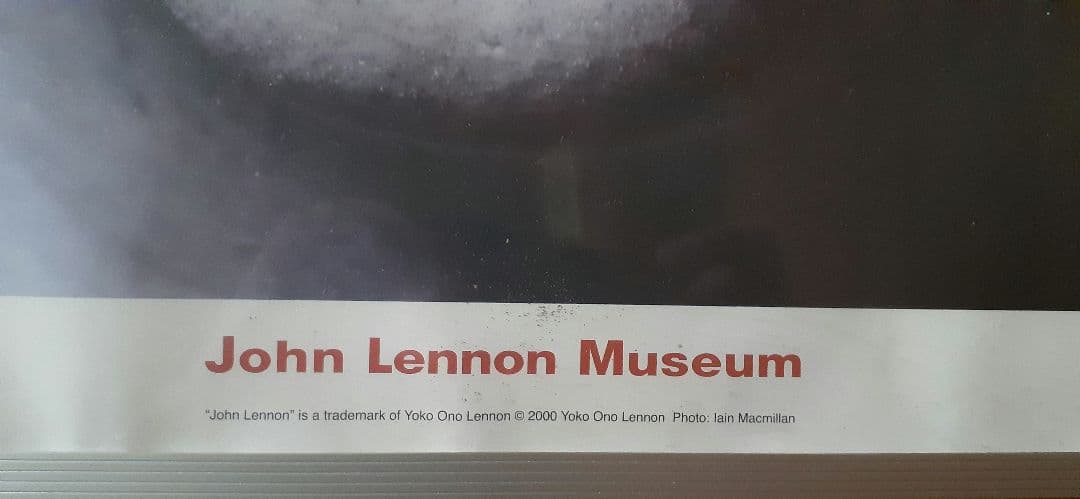 John Lennon Museum
“John Lennon” is a trademark of Yoko Ono Lennon © 2000 Yoko Ono Lennon Photo: Iain Macmillan